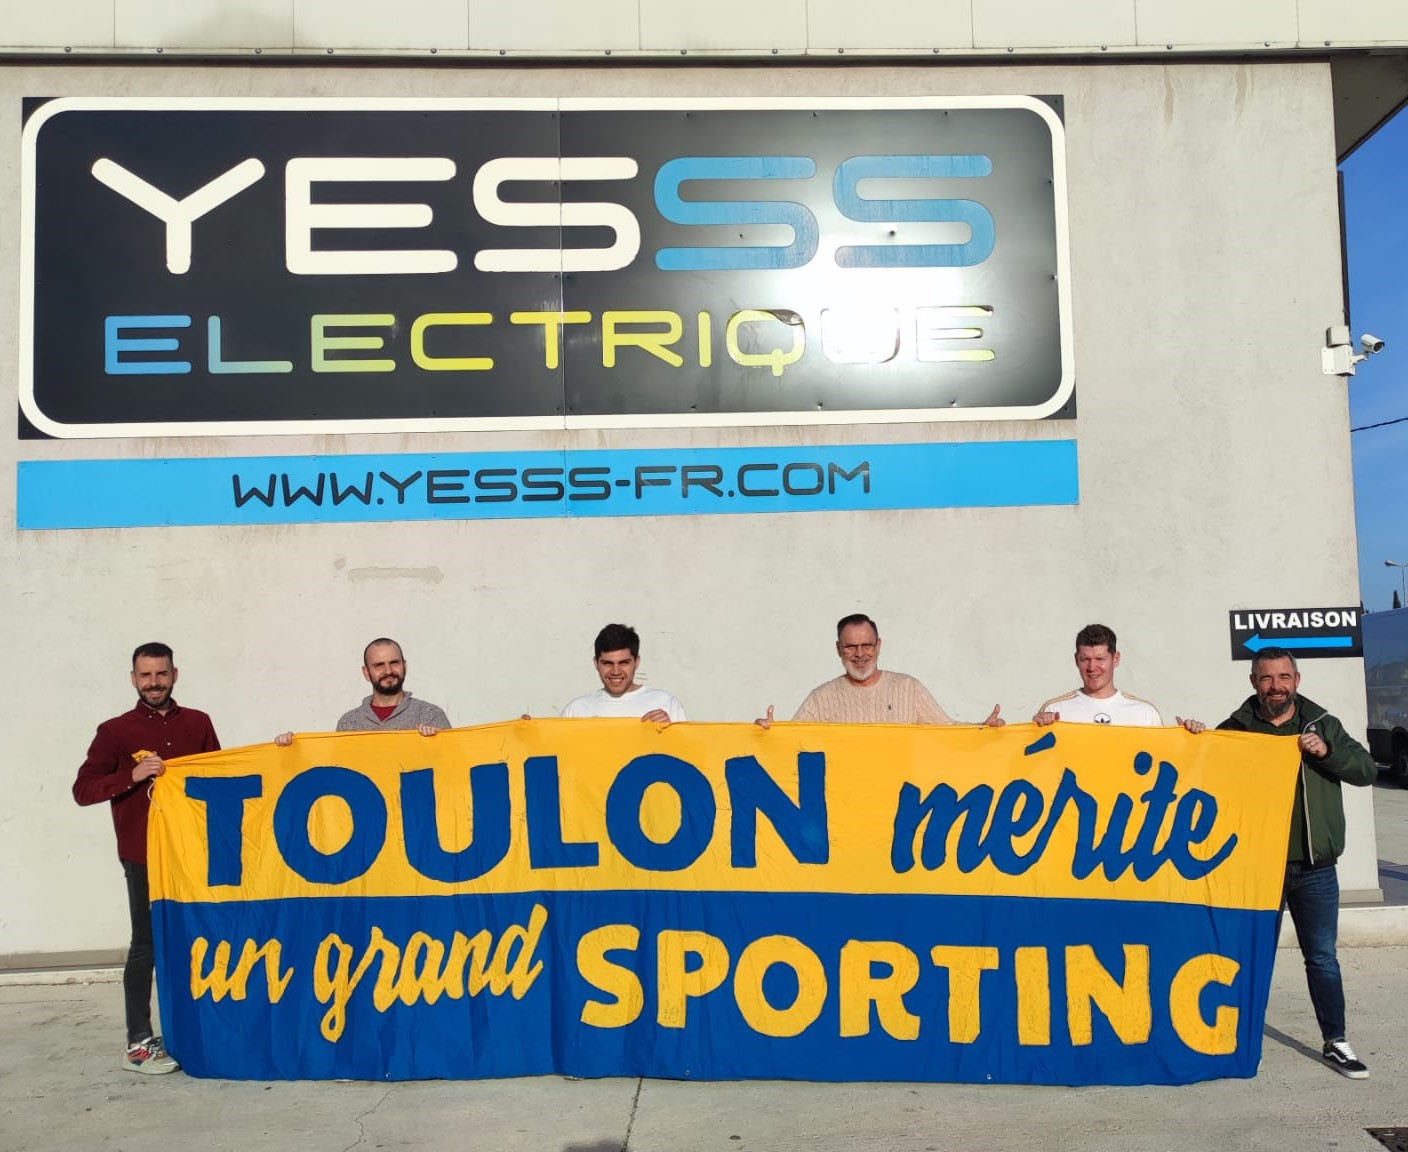 YESSS
ELECTRIQUE
WWW.YESSS-FR.COM
LIVRAISON
TOULON mérite
un grand SPORTING